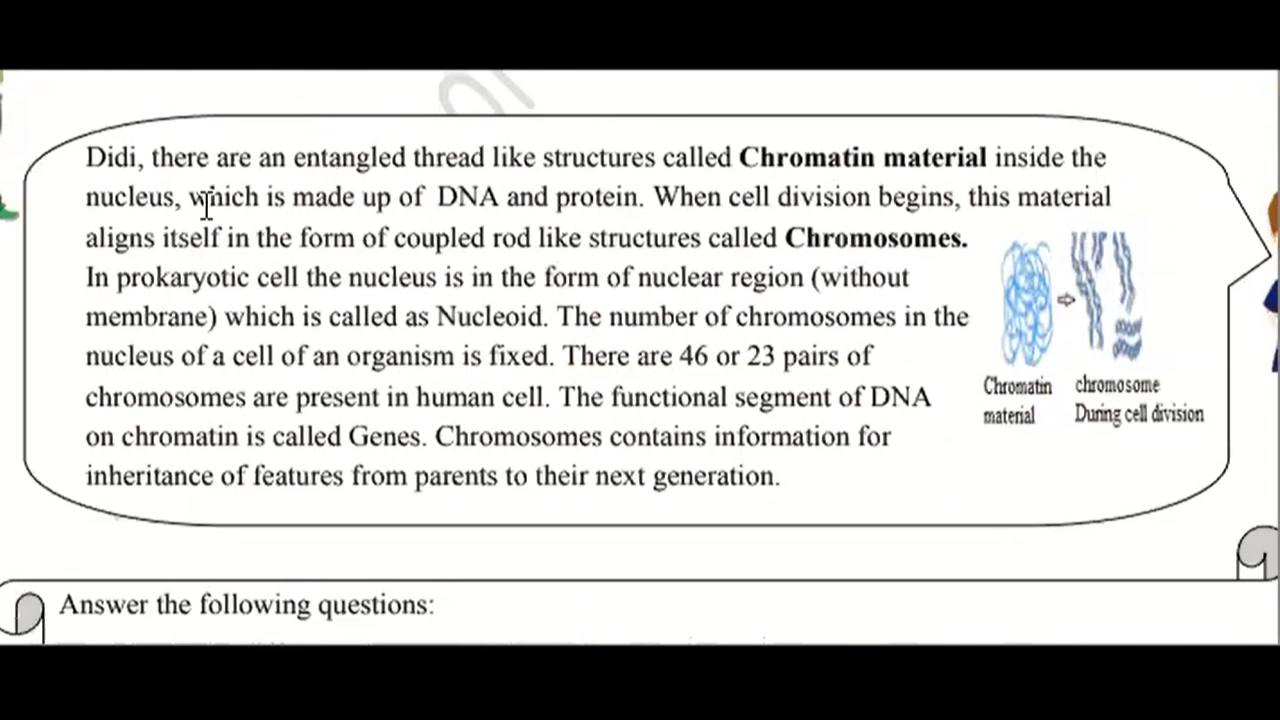 Didi, there are an entangled thread like structures called Chromatin material inside the
nucleus, which is made up of DNA and protein. When cell division begins, this material
aligns itself in the form of coupled rod like structures called Chromosomes.
In prokaryotic cell the nucleus is in the form of nuclear region (without
membrane) which is called as Nucleoid. The number of chromosomes in the
nucleus of a cell of an organism is fixed. There are 46 or 23 pairs of
chromosomes are present in human cell. The functional segment of DNA
on chromatin is called Genes. Chromosomes contains information for
inheritance of features from parents to their next generation.
Chromatin
material
chromosome
During cell division
Answer the following questions: